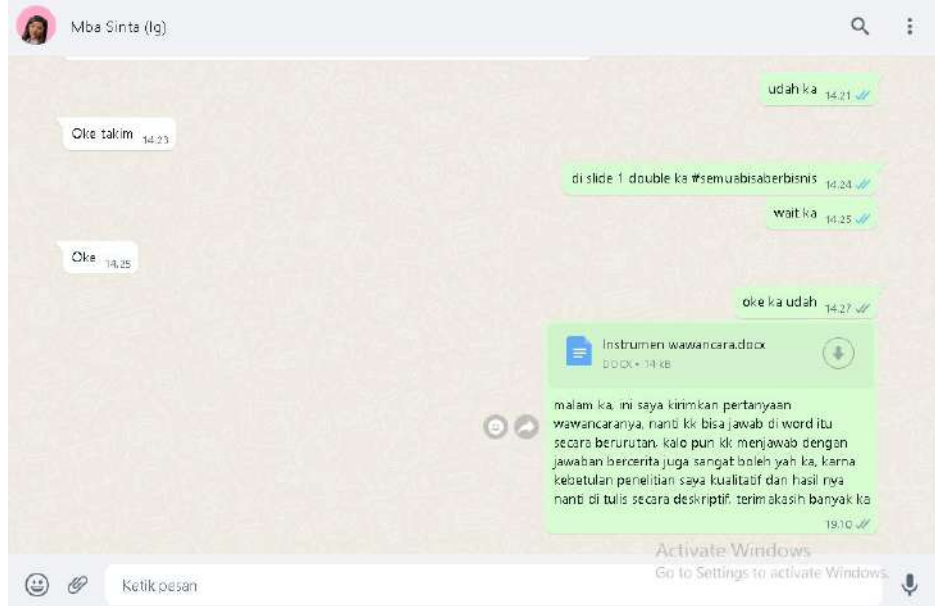 Mba Sinta (Ig)
udah ka 14.21
Oke takim 14.23
di slide 1 double ka #semuabisaberbisnis 14.24
wait ka 14.25
Oke 14.25
oke ka udah 14.27
Instrumen wawancara.docx
DOCX • 14 kB
malam ka, ini saya kirimkan pertanyaan
wawancaranya, nanti kk bisa jawab di word itu
secara berurutan, kalo pun kk menjawab dengan
jawaban bercerita juga sangat boleh yah ka, karna
kebetulan penelitian saya kualitatif dan hasil nya
nanti di tulis secara deskriptif. terimakasih banyak ka
19.10
Activate Windows
Go to Settings to activate Windows.
Ketik pesan